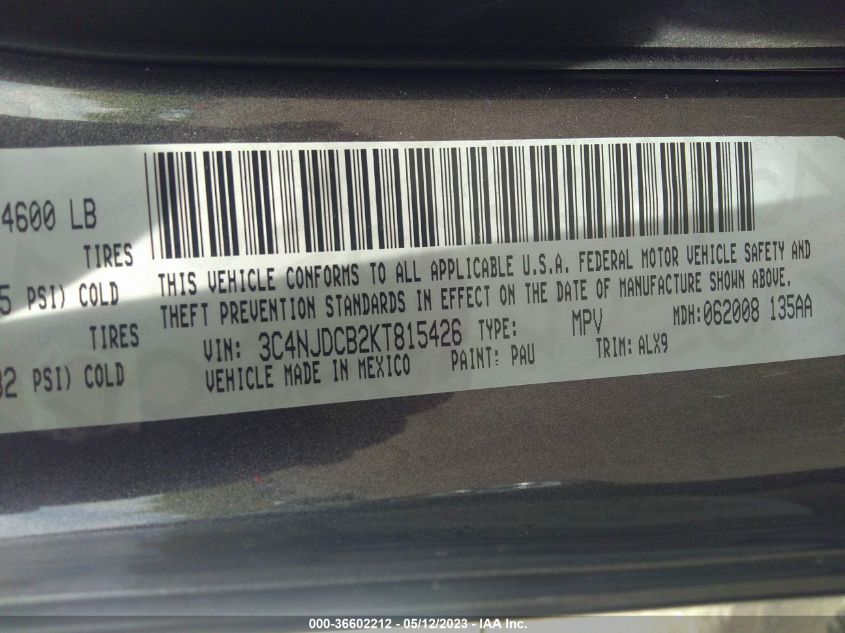 4600 LB
TIRES
5 PSI) COLD
TIRES
32 PSI) COLD
THIS VEHICLE CONFORMS TO ALL APPLICABLE U.S.A. FEDERAL MOTOR VEHICLE SAFETY AND
THEFT PREVENTION STANDARDS IN EFFECT ON THE DATE OF MANUFACTURE SHOWN ABOVE.
VIN: 3C4NJDCB2KT815426 TYPE: MPV MDH:062008 135AA
VEHICLE MADE IN MEXICO PAINT: PAU TRIM: ALX9
000-36602212 - 05/12/2023 - IAA Inc.